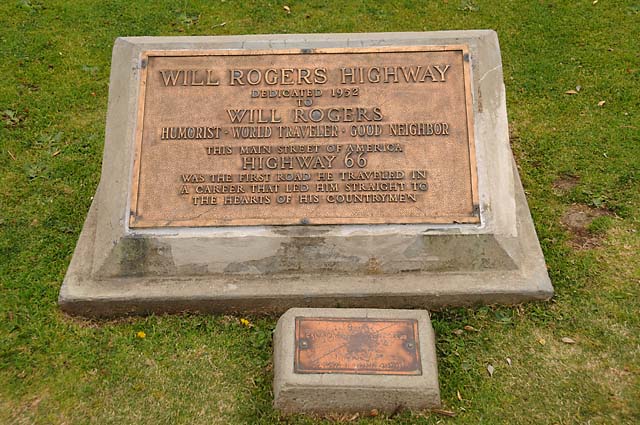 WILL ROGERS HIGHWAY
DEDICATED 1952
TO
WILL ROGERS
HUMORIST · WORLD TRAVELER · GOOD NEIGHBOR
THIS MAIN STREET OF AMERICA
HIGHWAY 66
WAS THE FIRST ROAD HE TRAVELED IN
A CAREER THAT LED HIM STRAIGHT TO
THE HEARTS OF HIS COUNTRYMEN